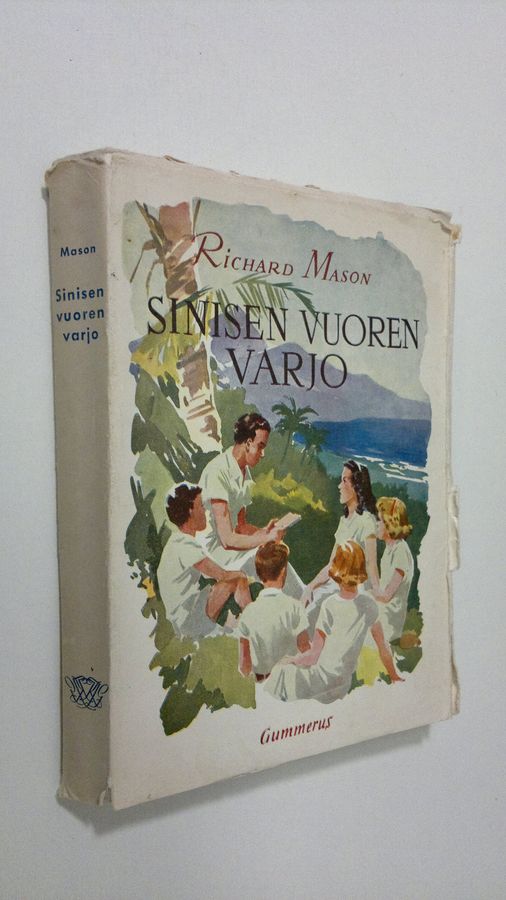 Mason
Sinisen
vuoren
varjo
RICHARD MASON
SINISEN VUOREN
VARJO
Gummerus